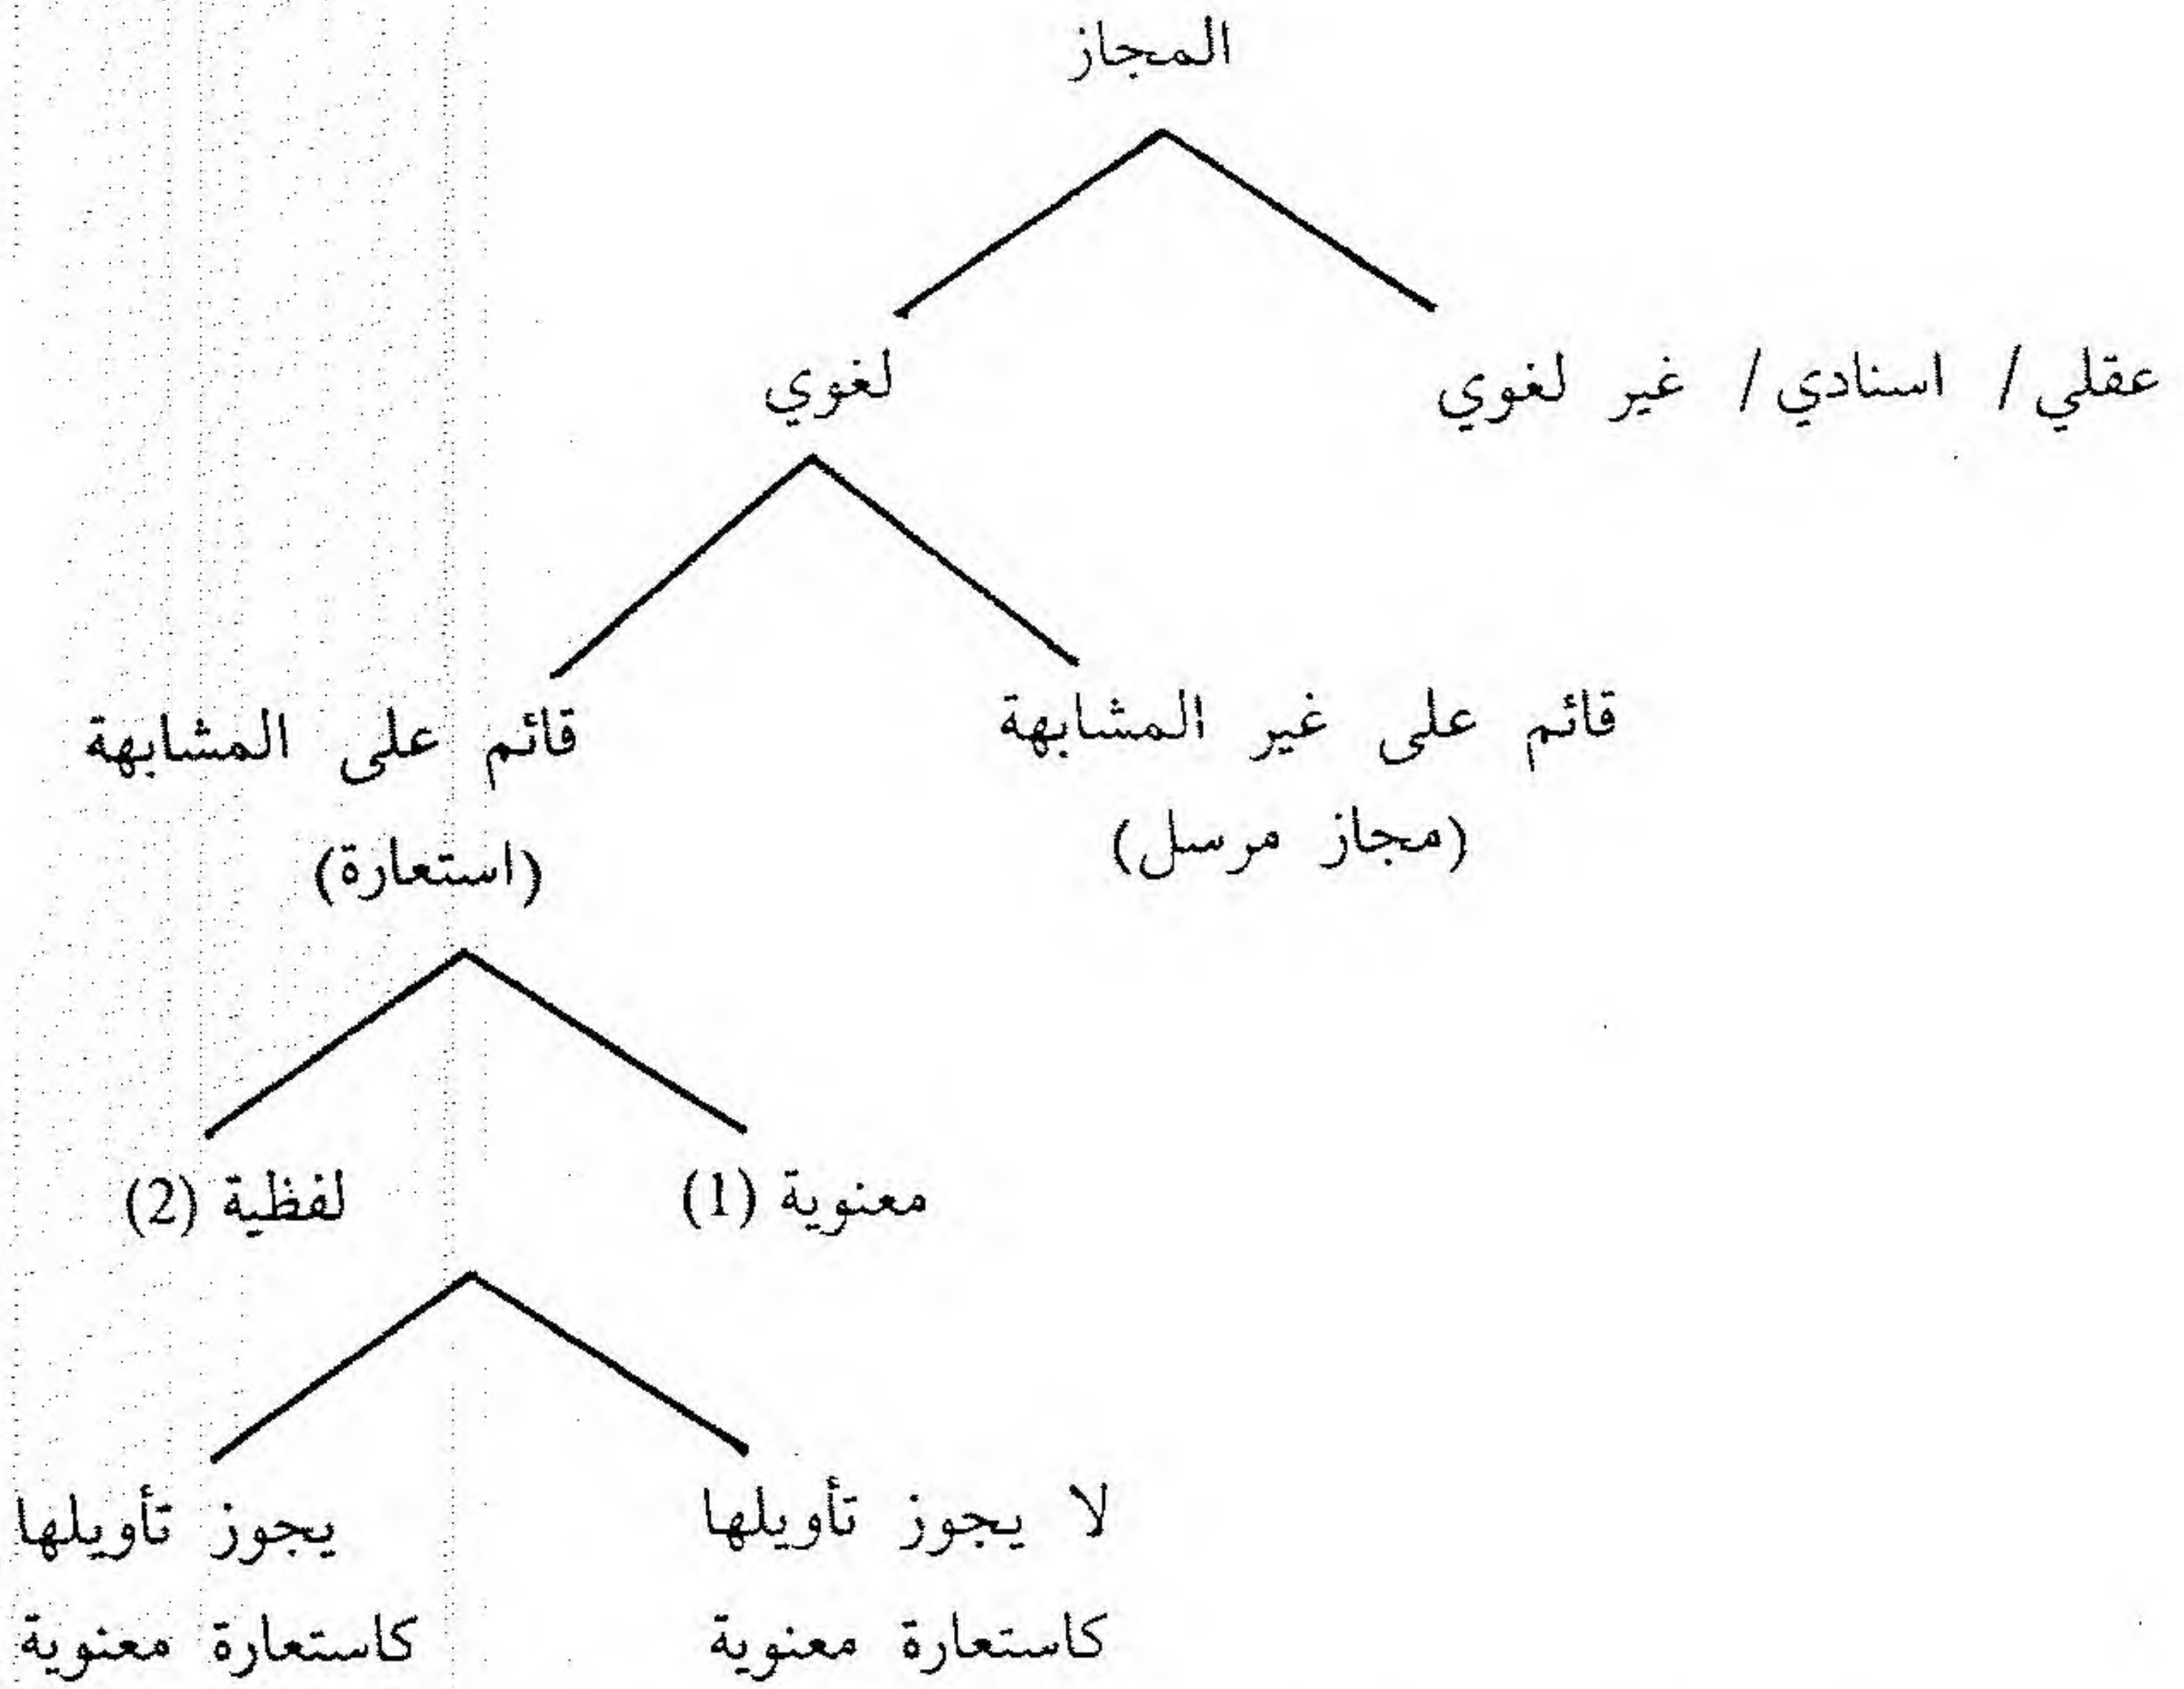 المجاز
عقلي / اسنادي / غير لغوي
لغوي
قائم على غير المشابهة
(مجاز مرسل)
قائم على المشابهة
(استعارة)
معنوية (1)
لفظية (2)
لا يجوز تأويلها
كاستعارة معنوية
يجوز تأويلها
كاستعارة معنوية